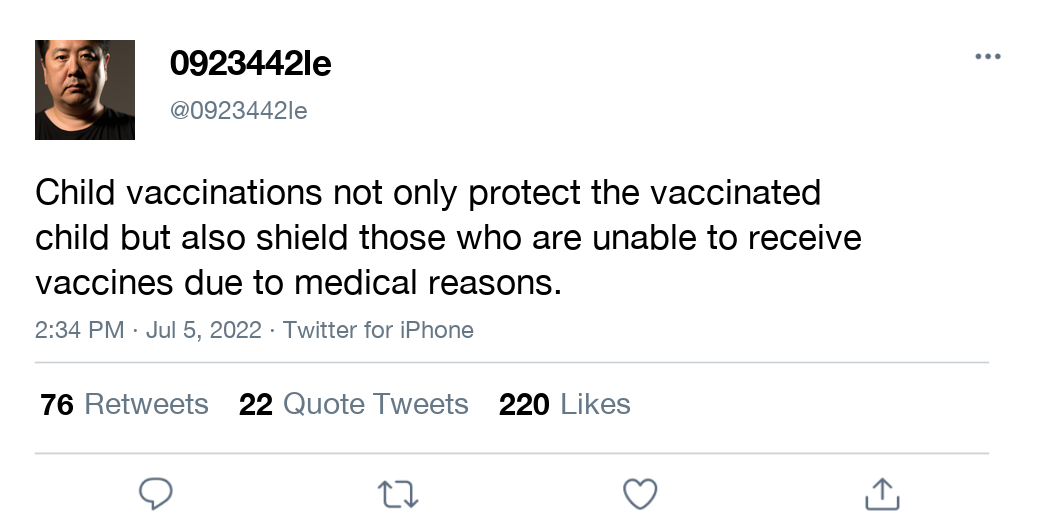 0923442le
@0923442le
Child vaccinations not only protect the vaccinated
child but also shield those who are unable to receive
vaccines due to medical reasons.
2:34 PM · Jul 5, 2022 · Twitter for iPhone
76 Retweets 22 Quote Tweets 220 Likes